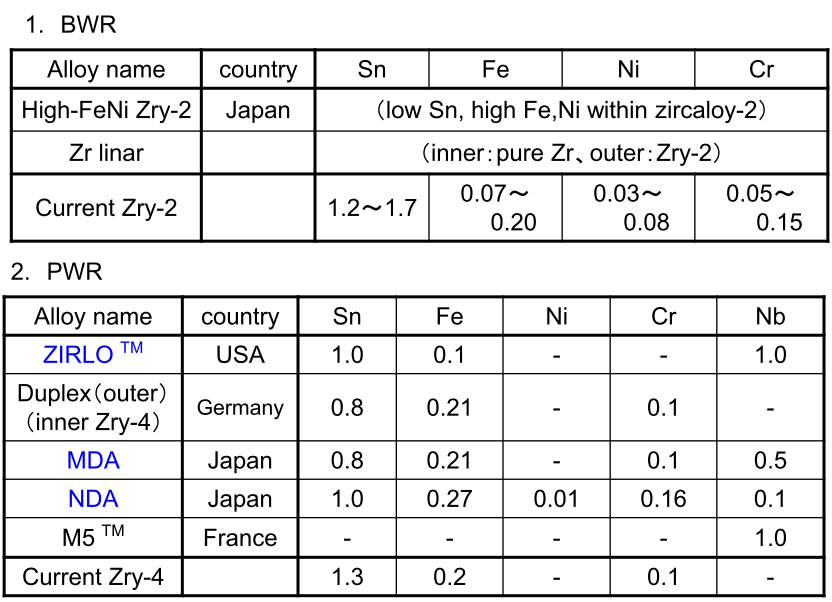 1. BWR
Alloy name country Sn Fe Ni Cr
High-FeNi Zry-2 Japan （low Sn, high Fe,Ni within zircaloy-2）
Zr linar （inner：pure Zr、outer：Zry-2）
Current Zry-2 1.2～1.7 0.07～0.20 0.03～0.08 0.05～0.15
2. PWR
Alloy name country Sn Fe Ni Cr Nb
ZIRLO TM USA 1.0 0.1 - - 1.0
Duplex（outer）
（inner Zry-4） Germany 0.8 0.21 - 0.1 -
MDA Japan 0.8 0.21 - 0.1 0.5
NDA Japan 1.0 0.27 0.01 0.16 0.1
M5 TM France - - - - 1.0
Current Zry-4 1.3 0.2 - 0.1 -